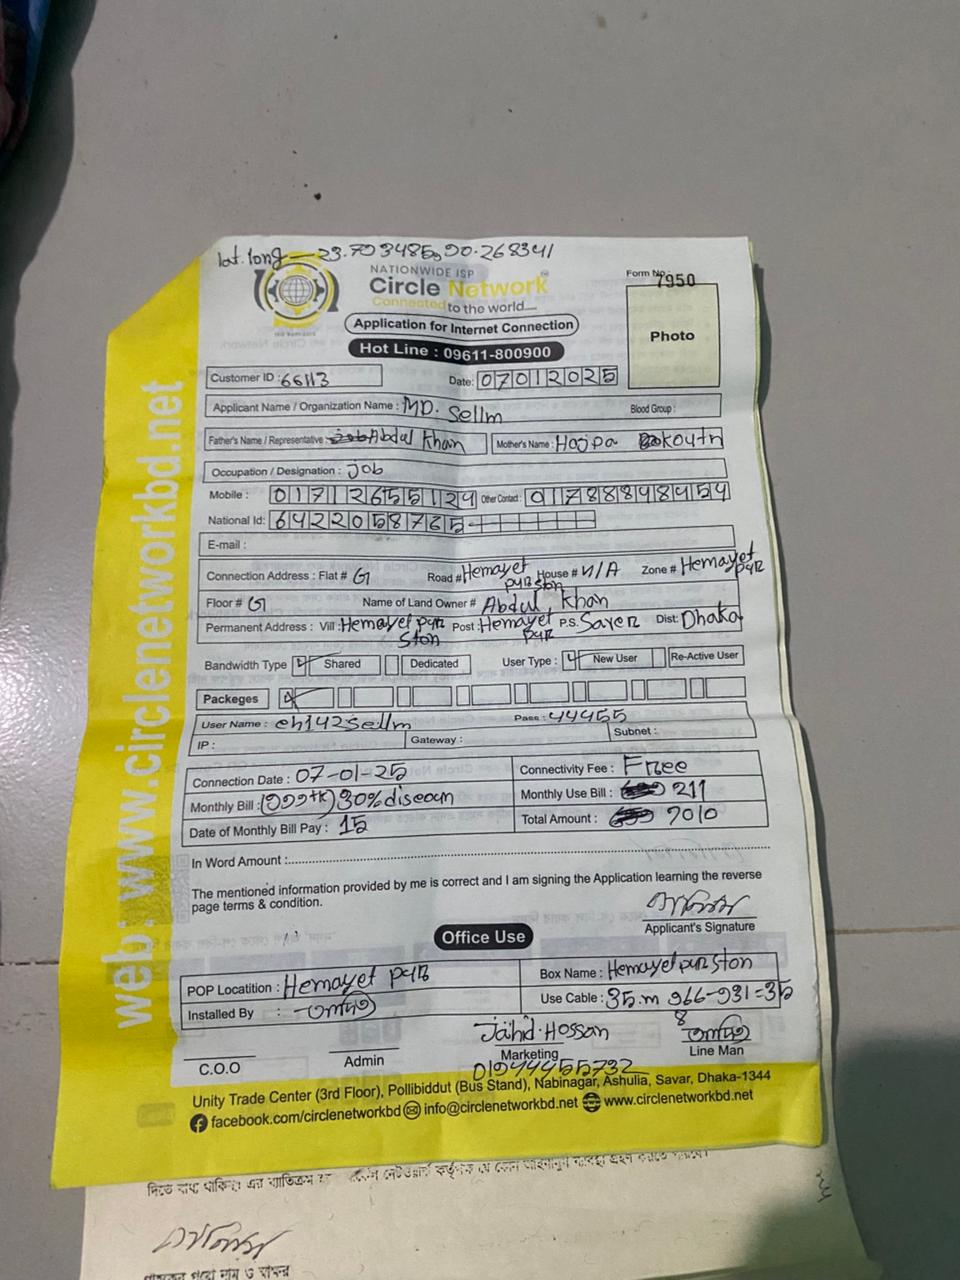 lat. long — 23.703485, 90.268341
NATIONWIDE ISP
Circle Network
Connected to the world....
Form No.: 7950
Application for Internet Connection
Photo
Hot Line : 09611-800900
Customer ID : 66113 Date: 07012025
Applicant Name / Organization Name : MD. Sellm Blood Group :
Father's Name / Representative : Abdul Khan Mother's Name :
Occupation / Designation : Job
Mobile : 01712655124 Other Contact : 01788848454
National Id: 6422058765
E-mail :
Connection Address : Flat # G Road # Hemayet pur ston House # N/A Zone # Hemayet pur
Floor # G Name of Land Owner # Abdul Khan
Permanent Address : Vill : Hemayet pur ston Post : Hemayet pur P.S. Saver Dist: Dhaka
Bandwidth Type Shared Dedicated User Type : New User Re-Active User
Packeges
User Name : ch142sellm Pass : 44455
IP : Gateway : Subnet :
Connection Date : 07-01-25 Connectivity Fee : Free
Monthly Bill : 30% Monthly Use Bill : 211
Date of Monthly Bill Pay : 15 Total Amount : 7010
In Word Amount :
The mentioned information provided by me is correct and I am signing the Application learning the reverse
page terms & condition.
Applicant's Signature
Office Use
POP Locatition : Hemayet pur Box Name : Hemayet pur ston
Installed By : Use Cable : 35.m 966-931-35
8
Jahid Hossan
C.O.O Admin Marketing Line Man
01944455732
Unity Trade Center (3rd Floor), Pollibiddut (Bus Stand), Nabinagar, Ashulia, Savar, Dhaka-1344
facebook.com/circlenetworkbd info@circlenetworkbd.net www.circlenetworkbd.net
web: www.circlenetworkbd.net